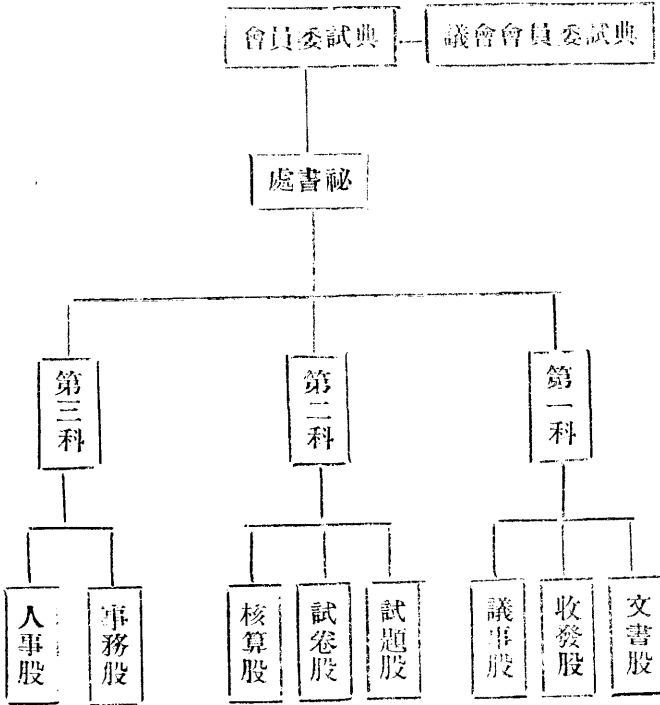 典試委員會
典試委員會會議
祕書處
第一科
第二科
第三科
文書股
收發股
議事股
試題股
試卷股
核算股
事務股
人事股